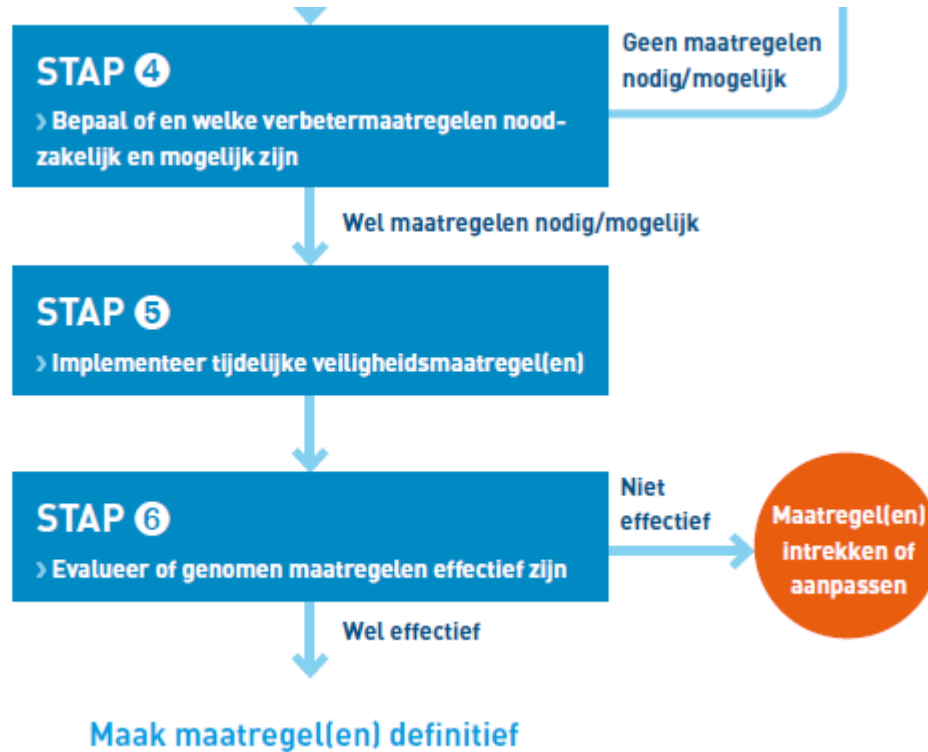 STAP 4
> Bepaal of en welke verbetermaatregelen nood-
zakelijk en mogelijk zijn
Geen maatregelen
nodig/mogelijk
Wel maatregelen nodig/mogelijk
STAP 5
> Implementeer tijdelijke veiligheidsmaatregel(en)
STAP 6
> Evalueer of genomen maatregelen effectief zijn
Niet
effectief
Maatregel(en)
intrekken of
aanpassen
Wel effectief
Maak maatregel(en) definitief